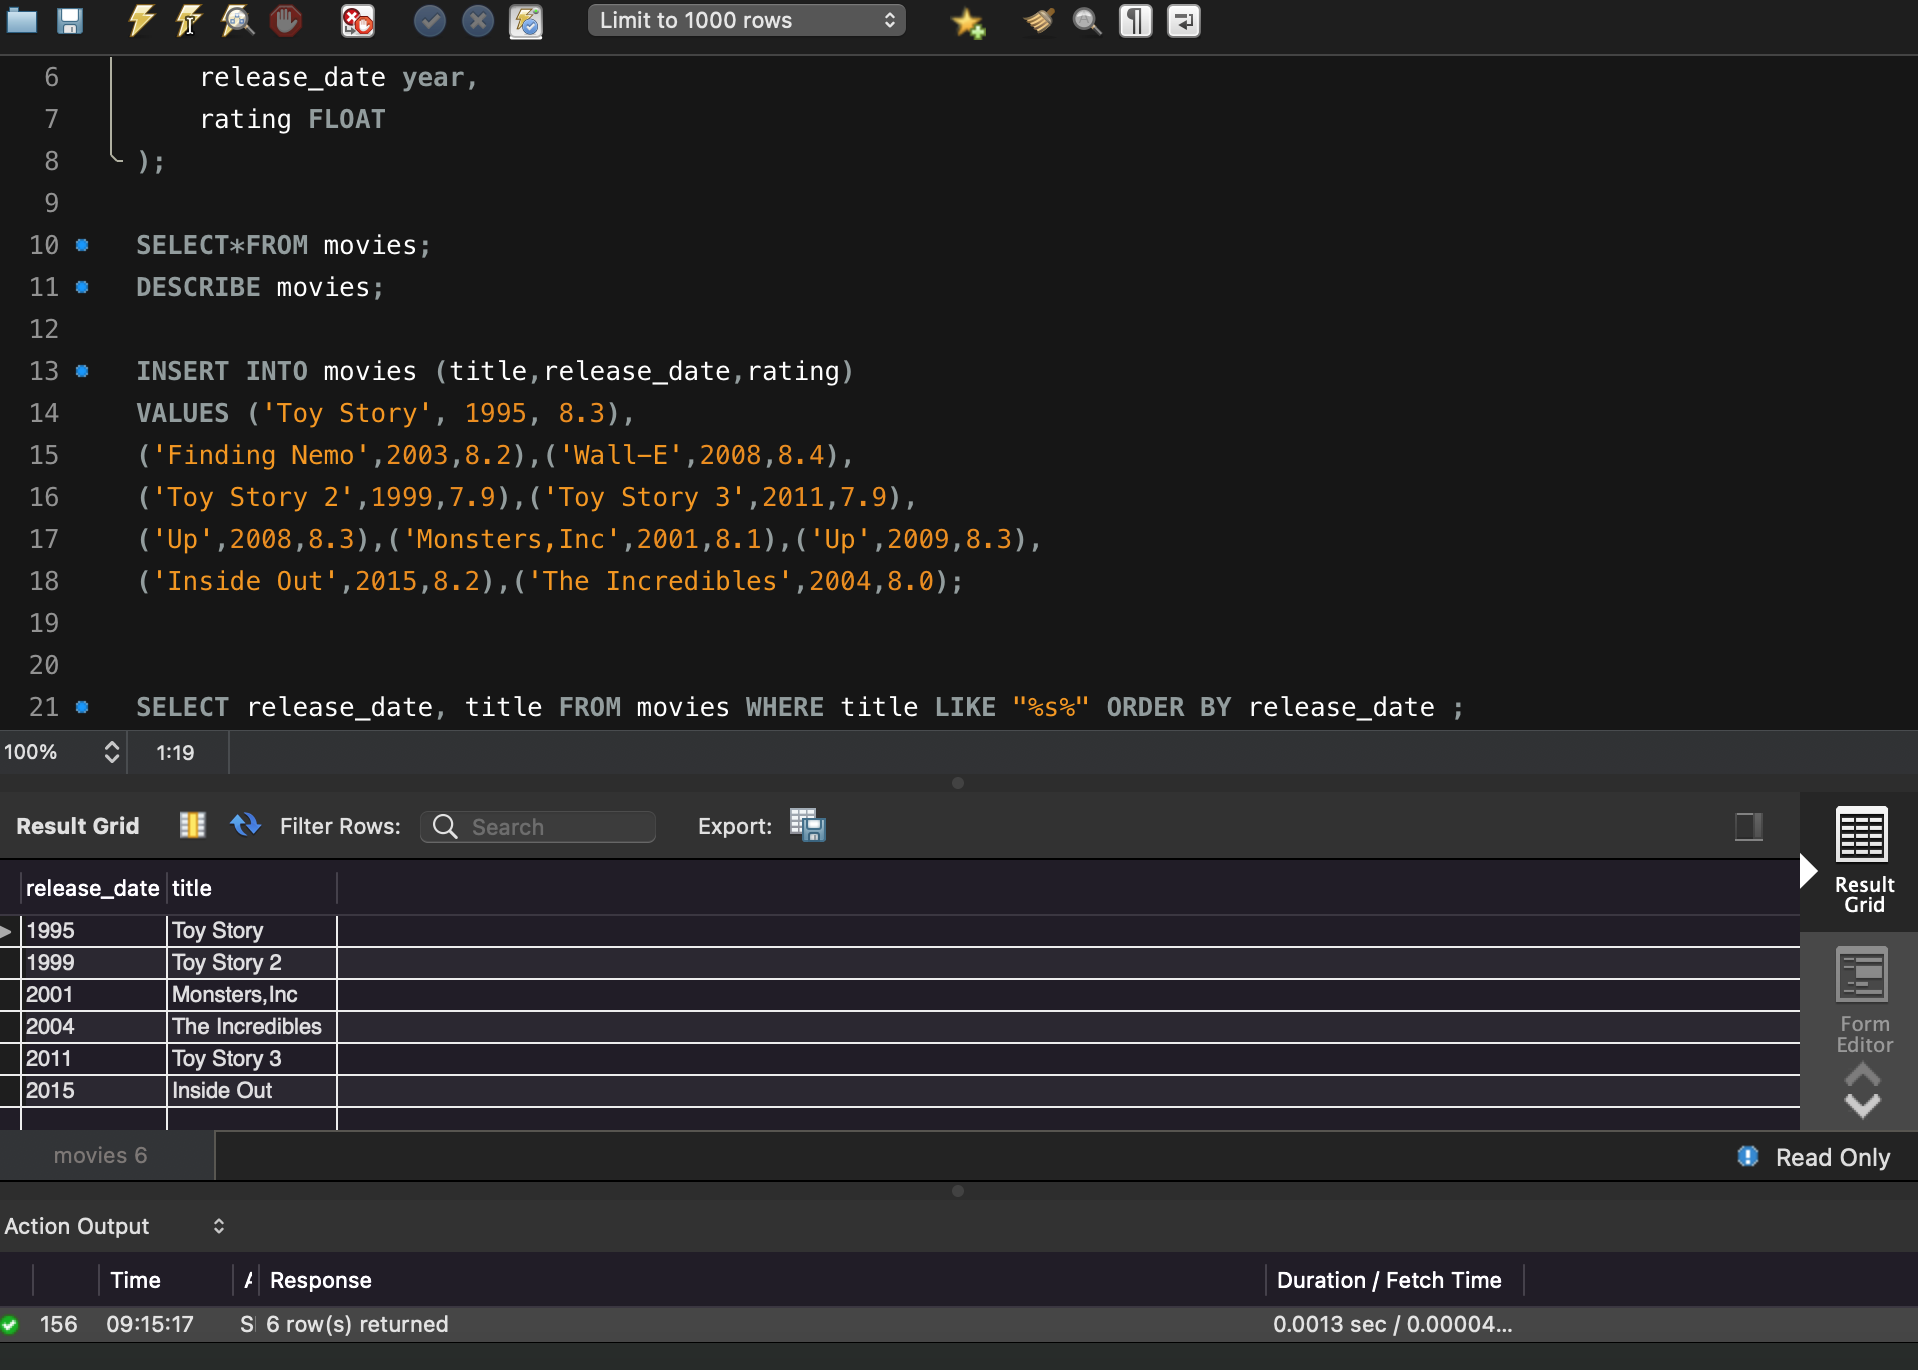 Limit to 1000 rows
6 release_date year,
7 rating FLOAT
8 );
9
10 SELECT*FROM movies;
11 DESCRIBE movies;
12
13 INSERT INTO movies (title,release_date,rating)
14 VALUES ('Toy Story', 1995, 8.3),
15 ('Finding Nemo',2003,8.2),('Wall-E',2008,8.4),
16 ('Toy Story 2',1999,7.9),('Toy Story 3',2011,7.9),
17 ('Up',2008,8.3),('Monsters,Inc',2001,8.1),('Up',2009,8.3),
18 ('Inside Out',2015,8.2),('The Incredibles',2004,8.0);
19
20
21 SELECT release_date, title FROM movies WHERE title LIKE "%s%" ORDER BY release_date ;
100% 1:19
Result Grid Filter Rows: Search Export:
release_date title
1995 Toy Story
1999 Toy Story 2
2001 Monsters,Inc
2004 The Incredibles
2011 Toy Story 3
2015 Inside Out
Result
Grid
Form
Editor
movies 6 Read Only
Action Output
Time A Response Duration / Fetch Time
156 09:15:17 S 6 row(s) returned 0.0013 sec / 0.00004...